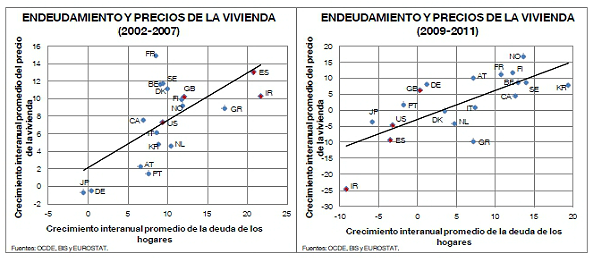 ENDEUDAMIENTO Y PRECIOS DE LA VIVIENDA
(2002-2007)
Crecimiento interanual promedio del precio
de la vivienda
16
14
12
10
8
6
4
2
0
-2
-5
0
5
10
15
20
25
FR
ES
BE
SE
DK
GB
IR
FI
NO
GR
CA
US
IT
KR
NL
AT
PT
JP
DE
Crecimiento interanual promedio de la deuda de los
hogares
Fuentes: OCDE, BIS y EUROSTAT.
ENDEUDAMIENTO Y PRECIOS DE LA VIVIENDA
(2009-2011)
Crecimiento interanual promedio del precio
de la vivienda
20
15
10
5
0
-5
-10
-15
-20
-25
-30
-10
-5
0
5
10
15
20
NO
FR
FI
AT
BE
SE
KR
DE
GB
CA
PT
IT
DK
JP
US
NL
ES
GR
IR
Crecimiento interanual promedio de la deuda de los
hogares
Fuentes: OCDE, BIS y EUROSTAT.